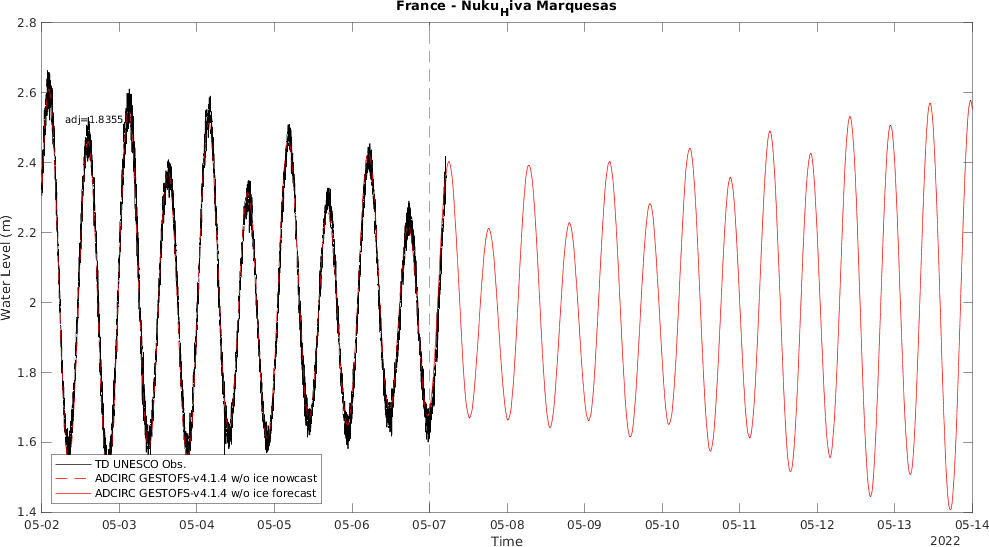 France - Nuku_Hiva Marquesas
2.8
2.6
2.4
2.2
2
1.8
1.6
1.4
Water Level (m)
adj=1.8355
TD UNESCO Obs.
ADCIRC GESTOFS-v4.1.4 w/o ice nowcast
ADCIRC GESTOFS-v4.1.4 w/o ice forecast
05-02 05-03 05-04 05-05 05-06 05-07 05-08 05-09 05-10 05-11 05-12 05-13 05-14
Time
2022